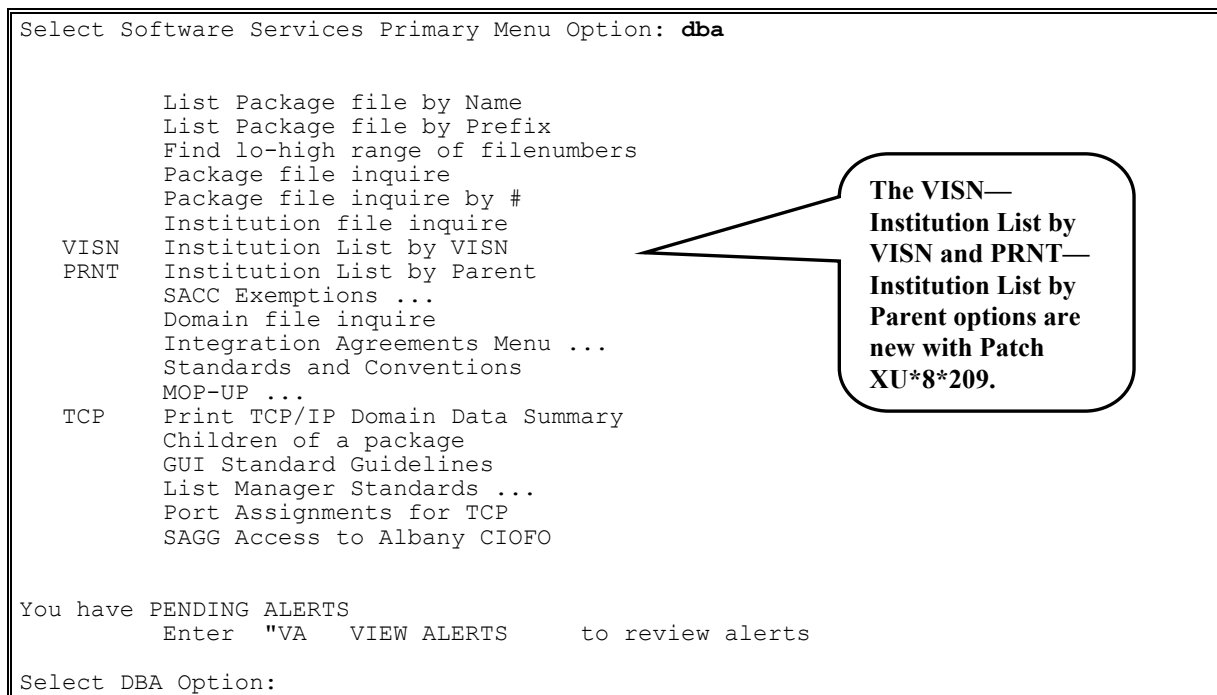 Select Software Services Primary Menu Option: dba
List Package file by Name
List Package file by Prefix
Find lo-high range of filenumbers
Package file inquire
Package file inquire by #
Institution file inquire
VISN Institution List by VISN
PRNT Institution List by Parent
SACC Exemptions ...
Domain file inquire
Integration Agreements Menu ...
Standards and Conventions
MOP-UP ...
TCP Print TCP/IP Domain Data Summary
Children of a package
GUI Standard Guidelines
List Manager Standards ...
Port Assignments for TCP
SAGG Access to Albany CIOFO
The VISN—
Institution List by
VISN and PRNT—
Institution List by
Parent options are
new with Patch
XU*8*209.
You have PENDING ALERTS
Enter "VA VIEW ALERTS to review alerts
Select DBA Option: